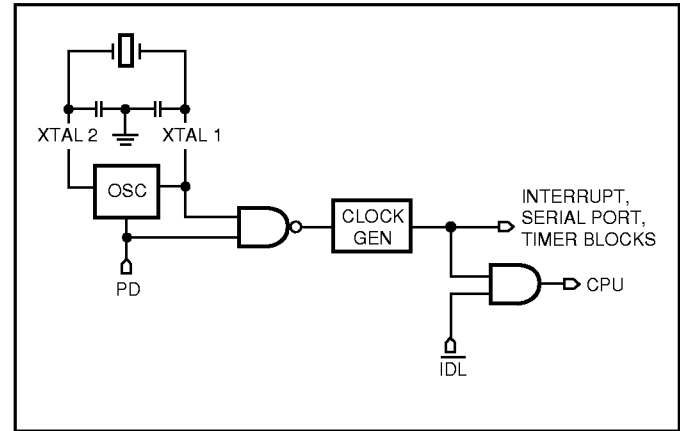 XTAL 2
XTAL 1
OSC
PD
CLOCK
GEN
INTERRUPT,
SERIAL PORT,
TIMER BLOCKS
CPU
IDL